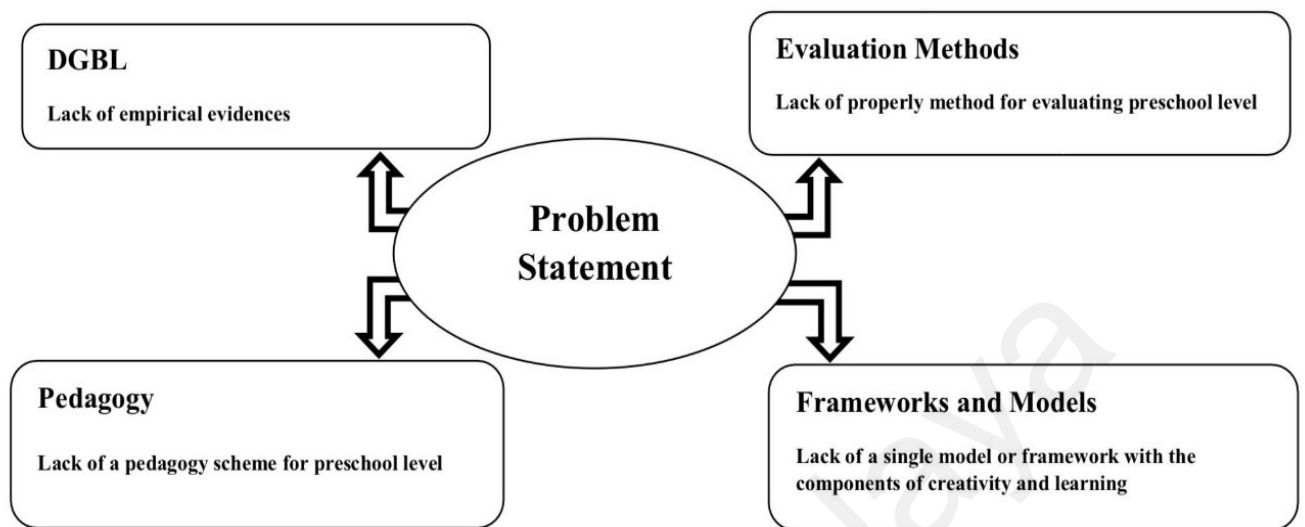 DGBL
Lack of empirical evidences
Evaluation Methods
Lack of properly method for evaluating preschool level
Problem
Statement
Pedagogy
Lack of a pedagogy scheme for preschool level
Frameworks and Models
Lack of a single model or framework with the
components of creativity and learning
laya